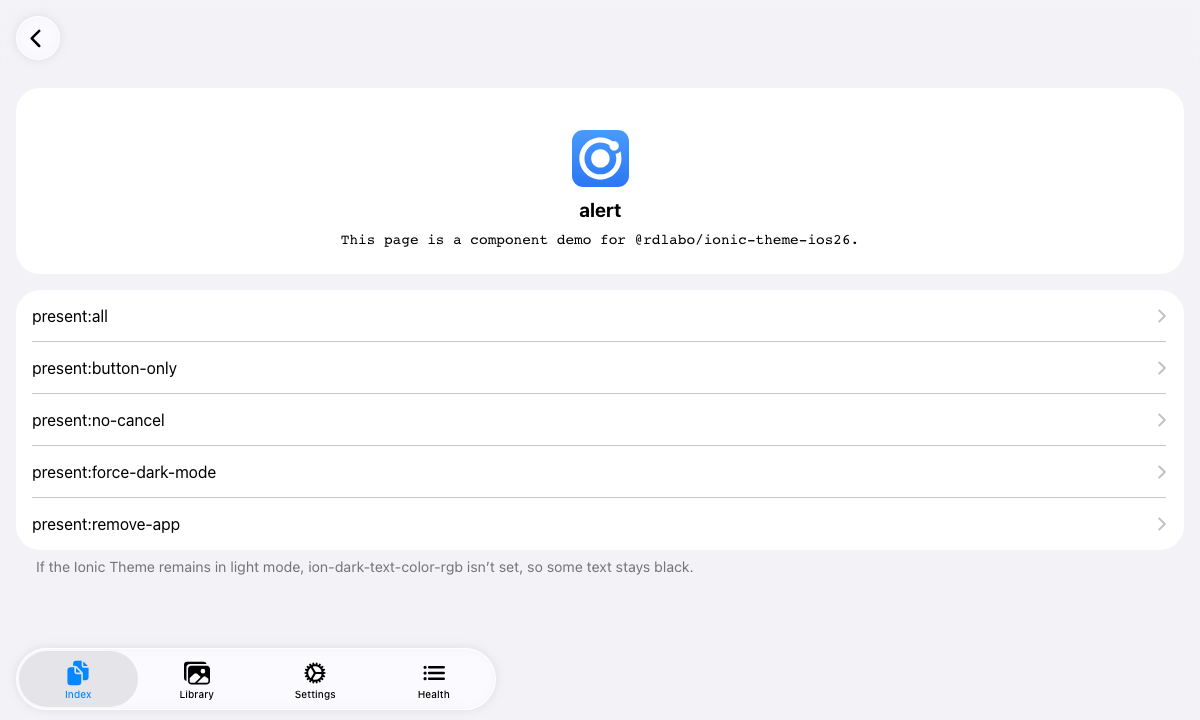 alert
This page is a component demo for @rdlabo/ionic-theme-ios26.
present:all
present:button-only
present:no-cancel
present:force-dark-mode
present:remove-app
If the Ionic Theme remains in light mode, ion-dark-text-color-rgb isn’t set, so some text stays black.
Index
Library
Settings
Health